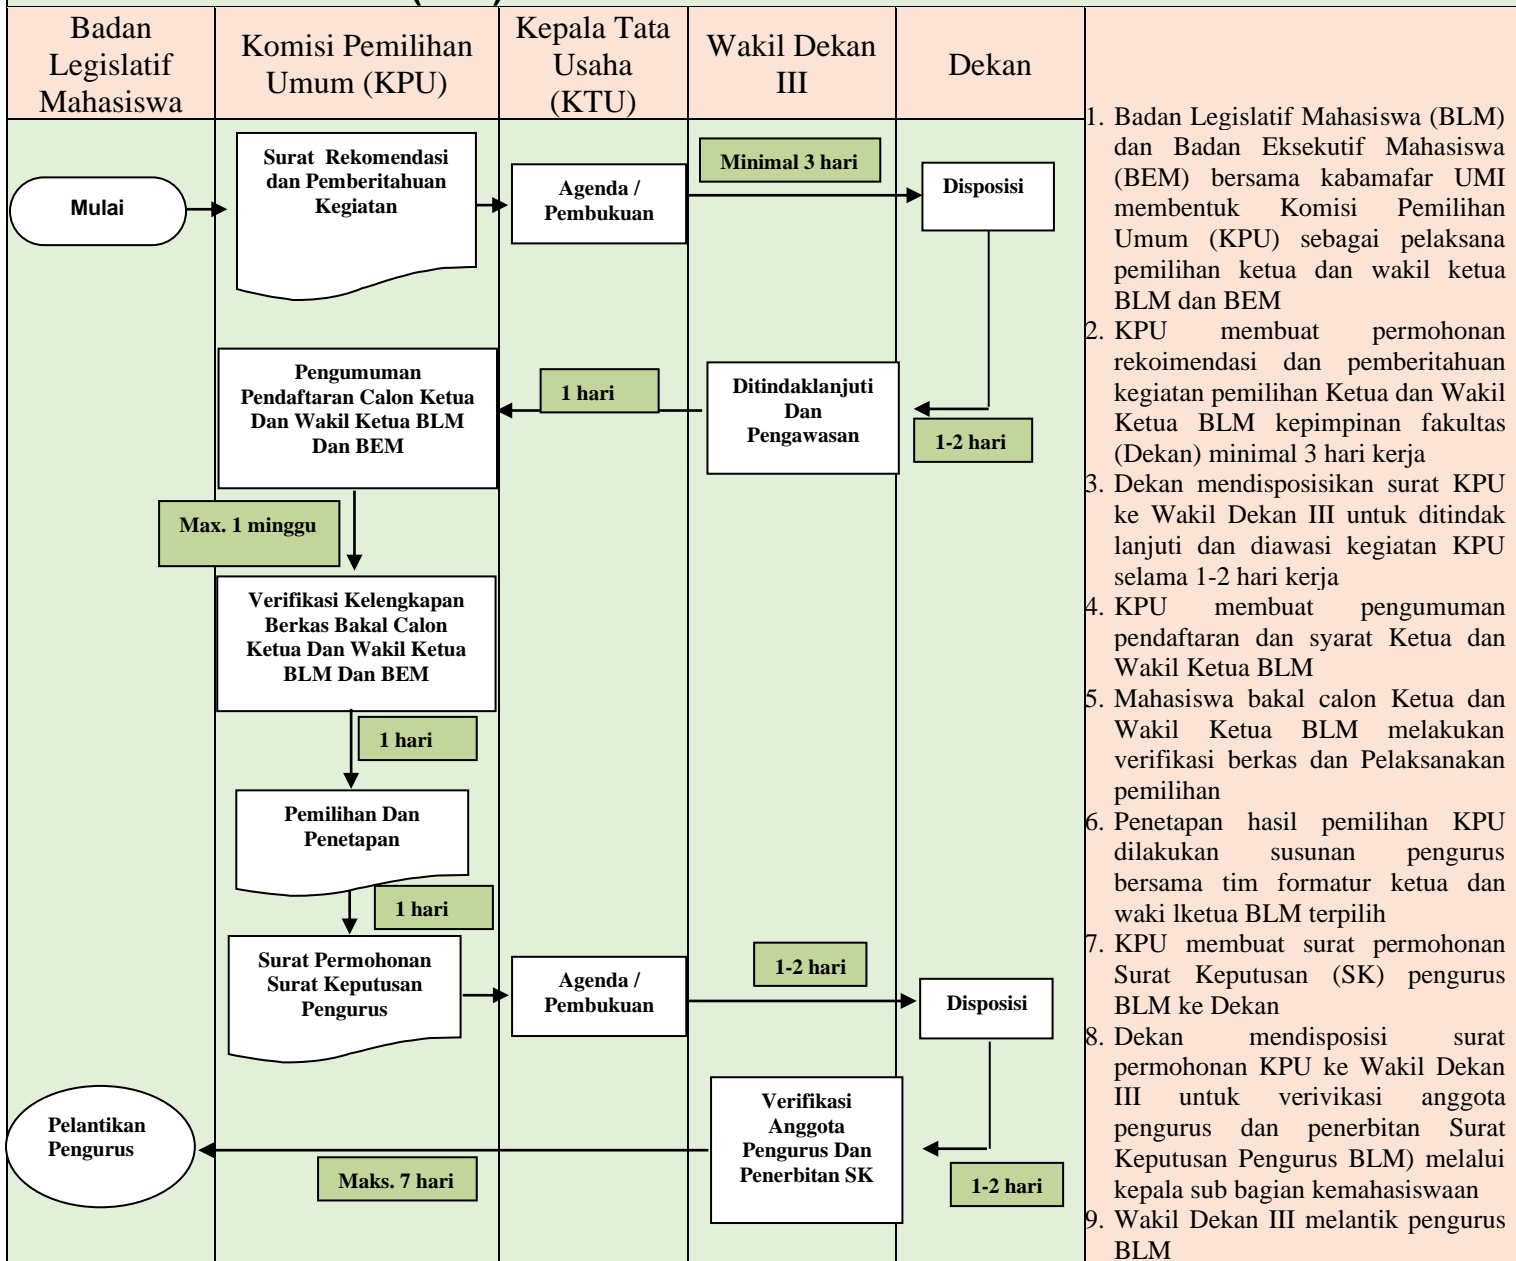 Badan
Legislatif
Mahasiswa
Komisi Pemilihan
Umum (KPU)
Kepala Tata
Usaha
(KTU)
Wakil Dekan
III
Dekan
Mulai
Surat Rekomendasi
dan Pemberitahuan
Kegiatan
Agenda /
Pembukuan
Minimal 3 hari
Disposisi
Pengumuman
Pendaftaran Calon Ketua
Dan Wakil Ketua BLM
Dan BEM
1 hari
Ditindaklanjuti
Dan
Pengawasan
1-2 hari
Max. 1 minggu
Verifikasi Kelengkapan
Berkas Bakal Calon
Ketua Dan Wakil Ketua
BLM Dan BEM
1 hari
Pemilihan Dan
Penetapan
1 hari
Surat Permohonan
Surat Keputusan
Pengurus
Agenda /
Pembukuan
1-2 hari
Disposisi
Verifikasi
Anggota
Pengurus Dan
Penerbitan SK
1-2 hari
Maks. 7 hari
Pelantikan
Pengurus
1. Badan Legislatif Mahasiswa (BLM)
dan Badan Eksekutif Mahasiswa
(BEM) bersama kabamafar UMI
membentuk Komisi Pemilihan
Umum (KPU) sebagai pelaksana
pemilihan ketua dan wakil ketua
BLM dan BEM
2. KPU membuat permohonan
rekoimendasi dan pemberitahuan
kegiatan pemilihan Ketua dan Wakil
Ketua BLM kepimpinan fakultas
(Dekan) minimal 3 hari kerja
3. Dekan mendisposisikan surat KPU
ke Wakil Dekan III untuk ditindak
lanjuti dan diawasi kegiatan KPU
selama 1-2 hari kerja
4. KPU membuat pengumuman
pendaftaran dan syarat Ketua dan
Wakil Ketua BLM
5. Mahasiswa bakal calon Ketua dan
Wakil Ketua BLM melakukan
verifikasi berkas dan Pelaksanakan
pemilihan
6. Penetapan hasil pemilihan KPU
dilakukan susunan pengurus
bersama tim formatur ketua dan
waki lketua BLM terpilih
7. KPU membuat surat permohonan
Surat Keputusan (SK) pengurus
BLM ke Dekan
8. Dekan mendisposisi surat
permohonan KPU ke Wakil Dekan
III untuk verivikasi anggota
pengurus dan penerbitan Surat
Keputusan Pengurus BLM) melalui
kepala sub bagian kemahasiswaan
9. Wakil Dekan III melantik pengurus
BLM